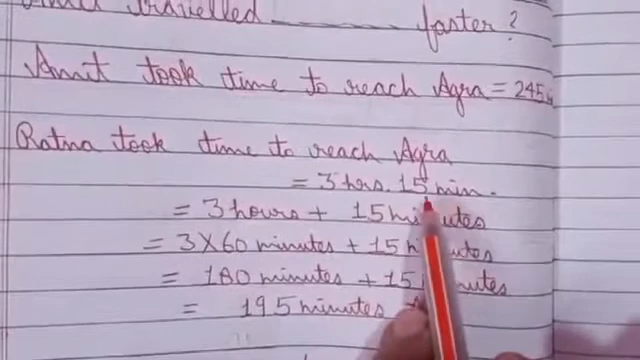 travelled _______ faster?
Amit took time to reach Agra = 245
Ratna took time to reach Agra
= 3 hrs. 15 min.
= 3 hours + 15 minutes
= 3 X 60 minutes + 15 minutes
= 180 minutes + 15 minutes
= 195 minutes